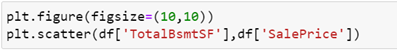 plt.figure(figsize=(10,10))
plt.scatter(df['TotalBsmtSF'],df['SalePrice'])